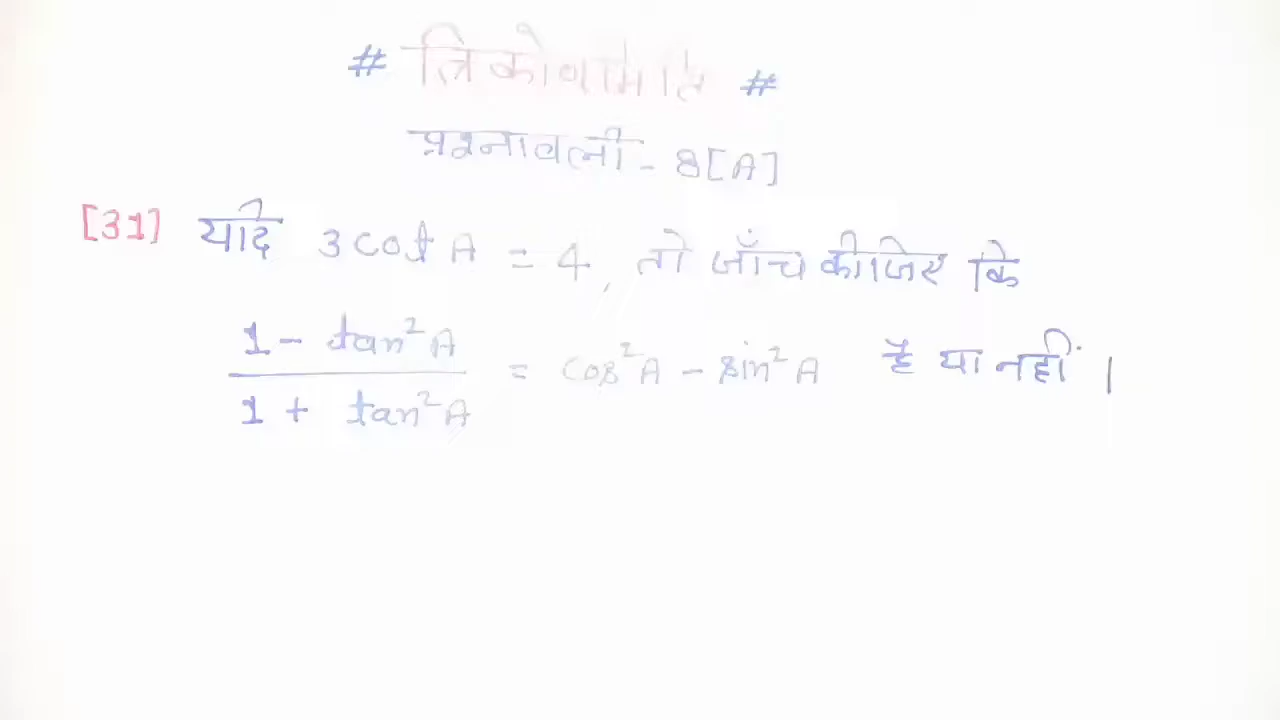 # त्रिकोणमिति #
प्रश्नावली - 8[A]
[31] यदि 3 cot A = 4, तो जाँच कीजिए कि
1 - tan²A
1 + tan²A
= cos²A - sin²A है या नहीं।